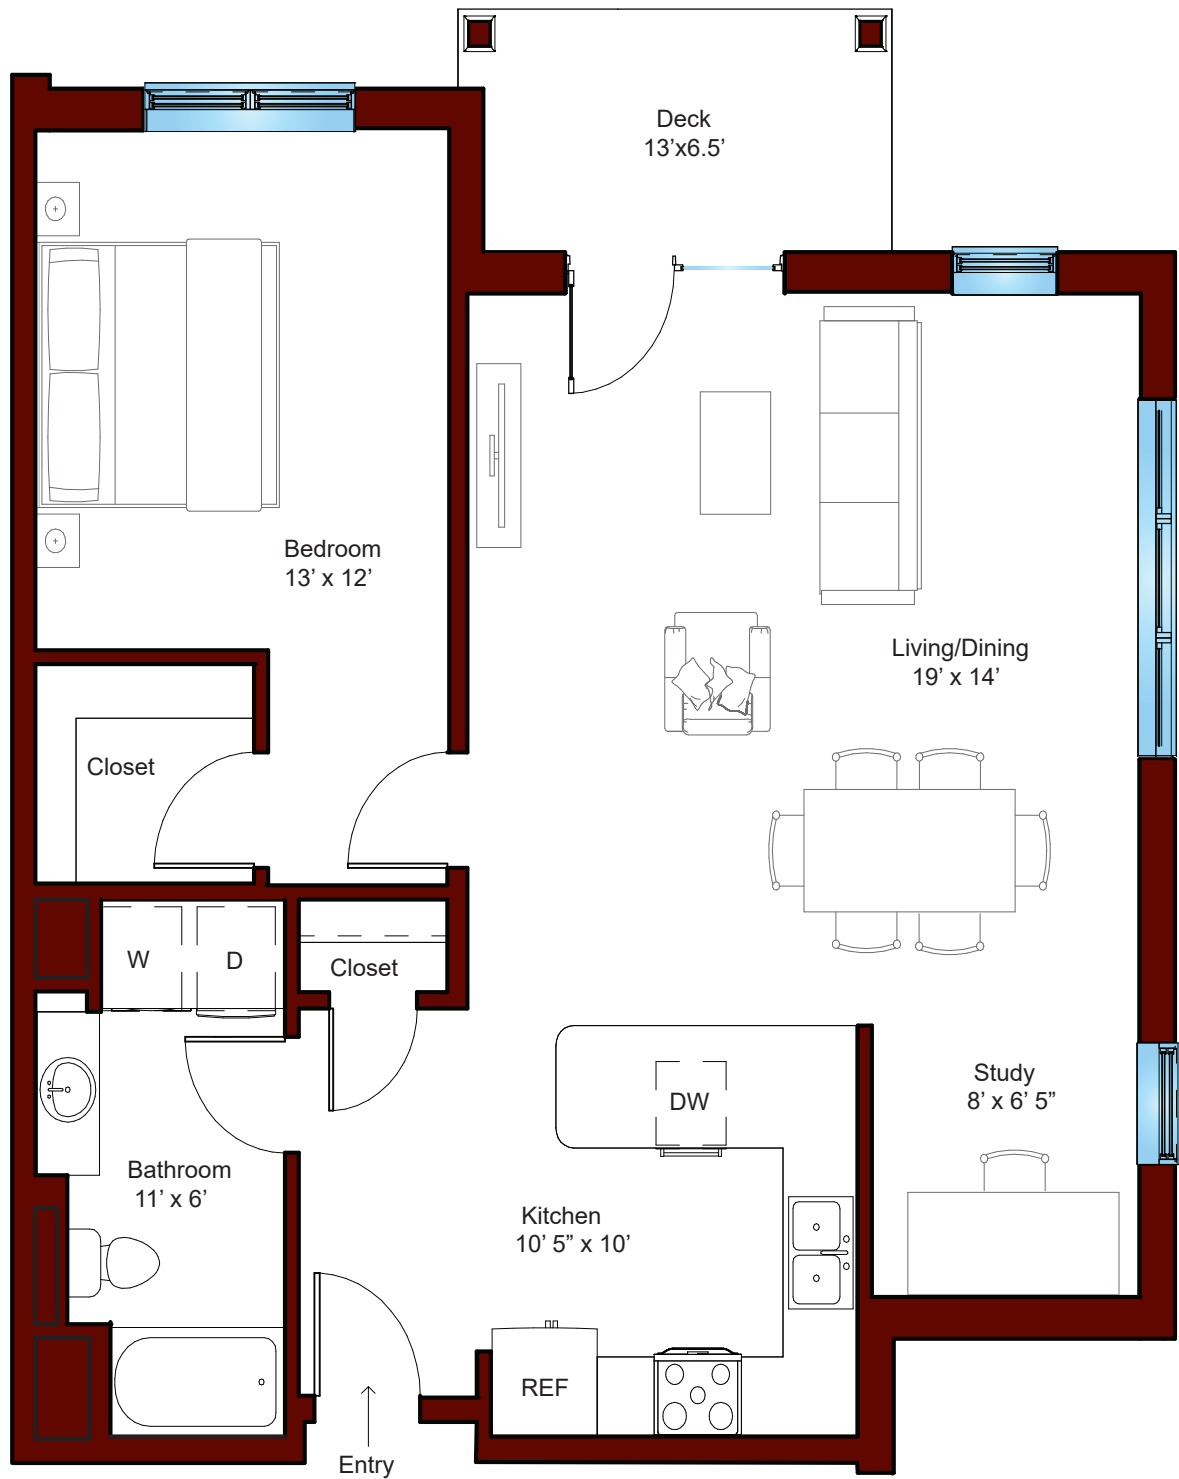 Deck
13’x6.5’
Bedroom
13’ x 12’
Living/Dining
19’ x 14’
Closet
W
D
Closet
Study
8’ x 6’ 5”
DW
Bathroom
11’ x 6’
Kitchen
10’ 5” x 10’
REF
Entry